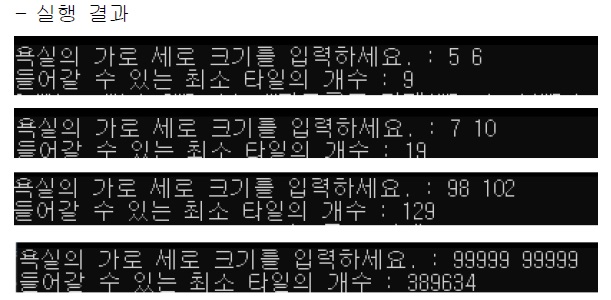 - 실행 결과
욕실의 가로 세로 크기를 입력하세요. : 5 6
들어갈 수 있는 최소 타일의 개수 : 9
욕실의 가로 세로 크기를 입력하세요. : 7 10
들어갈 수 있는 최소 타일의 개수 : 19
욕실의 가로 세로 크기를 입력하세요. : 98 102
들어갈 수 있는 최소 타일의 개수 : 129
욕실의 가로 세로 크기를 입력하세요. : 99999 99999
들어갈 수 있는 최소 타일의 개수 : 389634